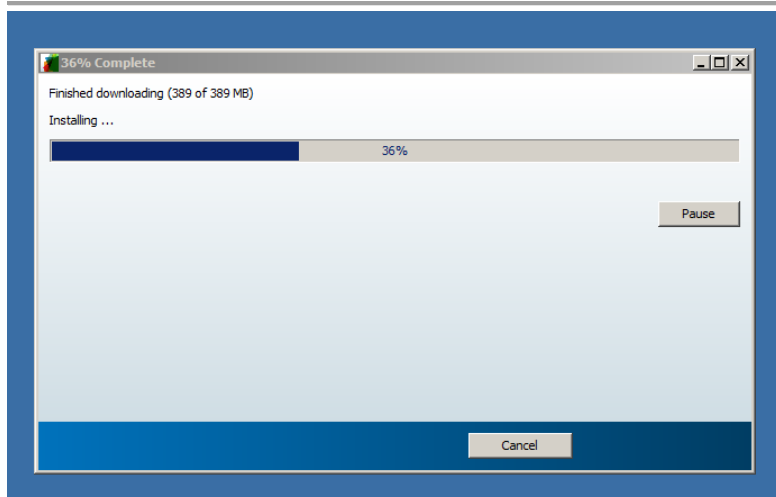 36% Complete
Finished downloading (389 of 389 MB)
Installing ...
36%
Pause
Cancel